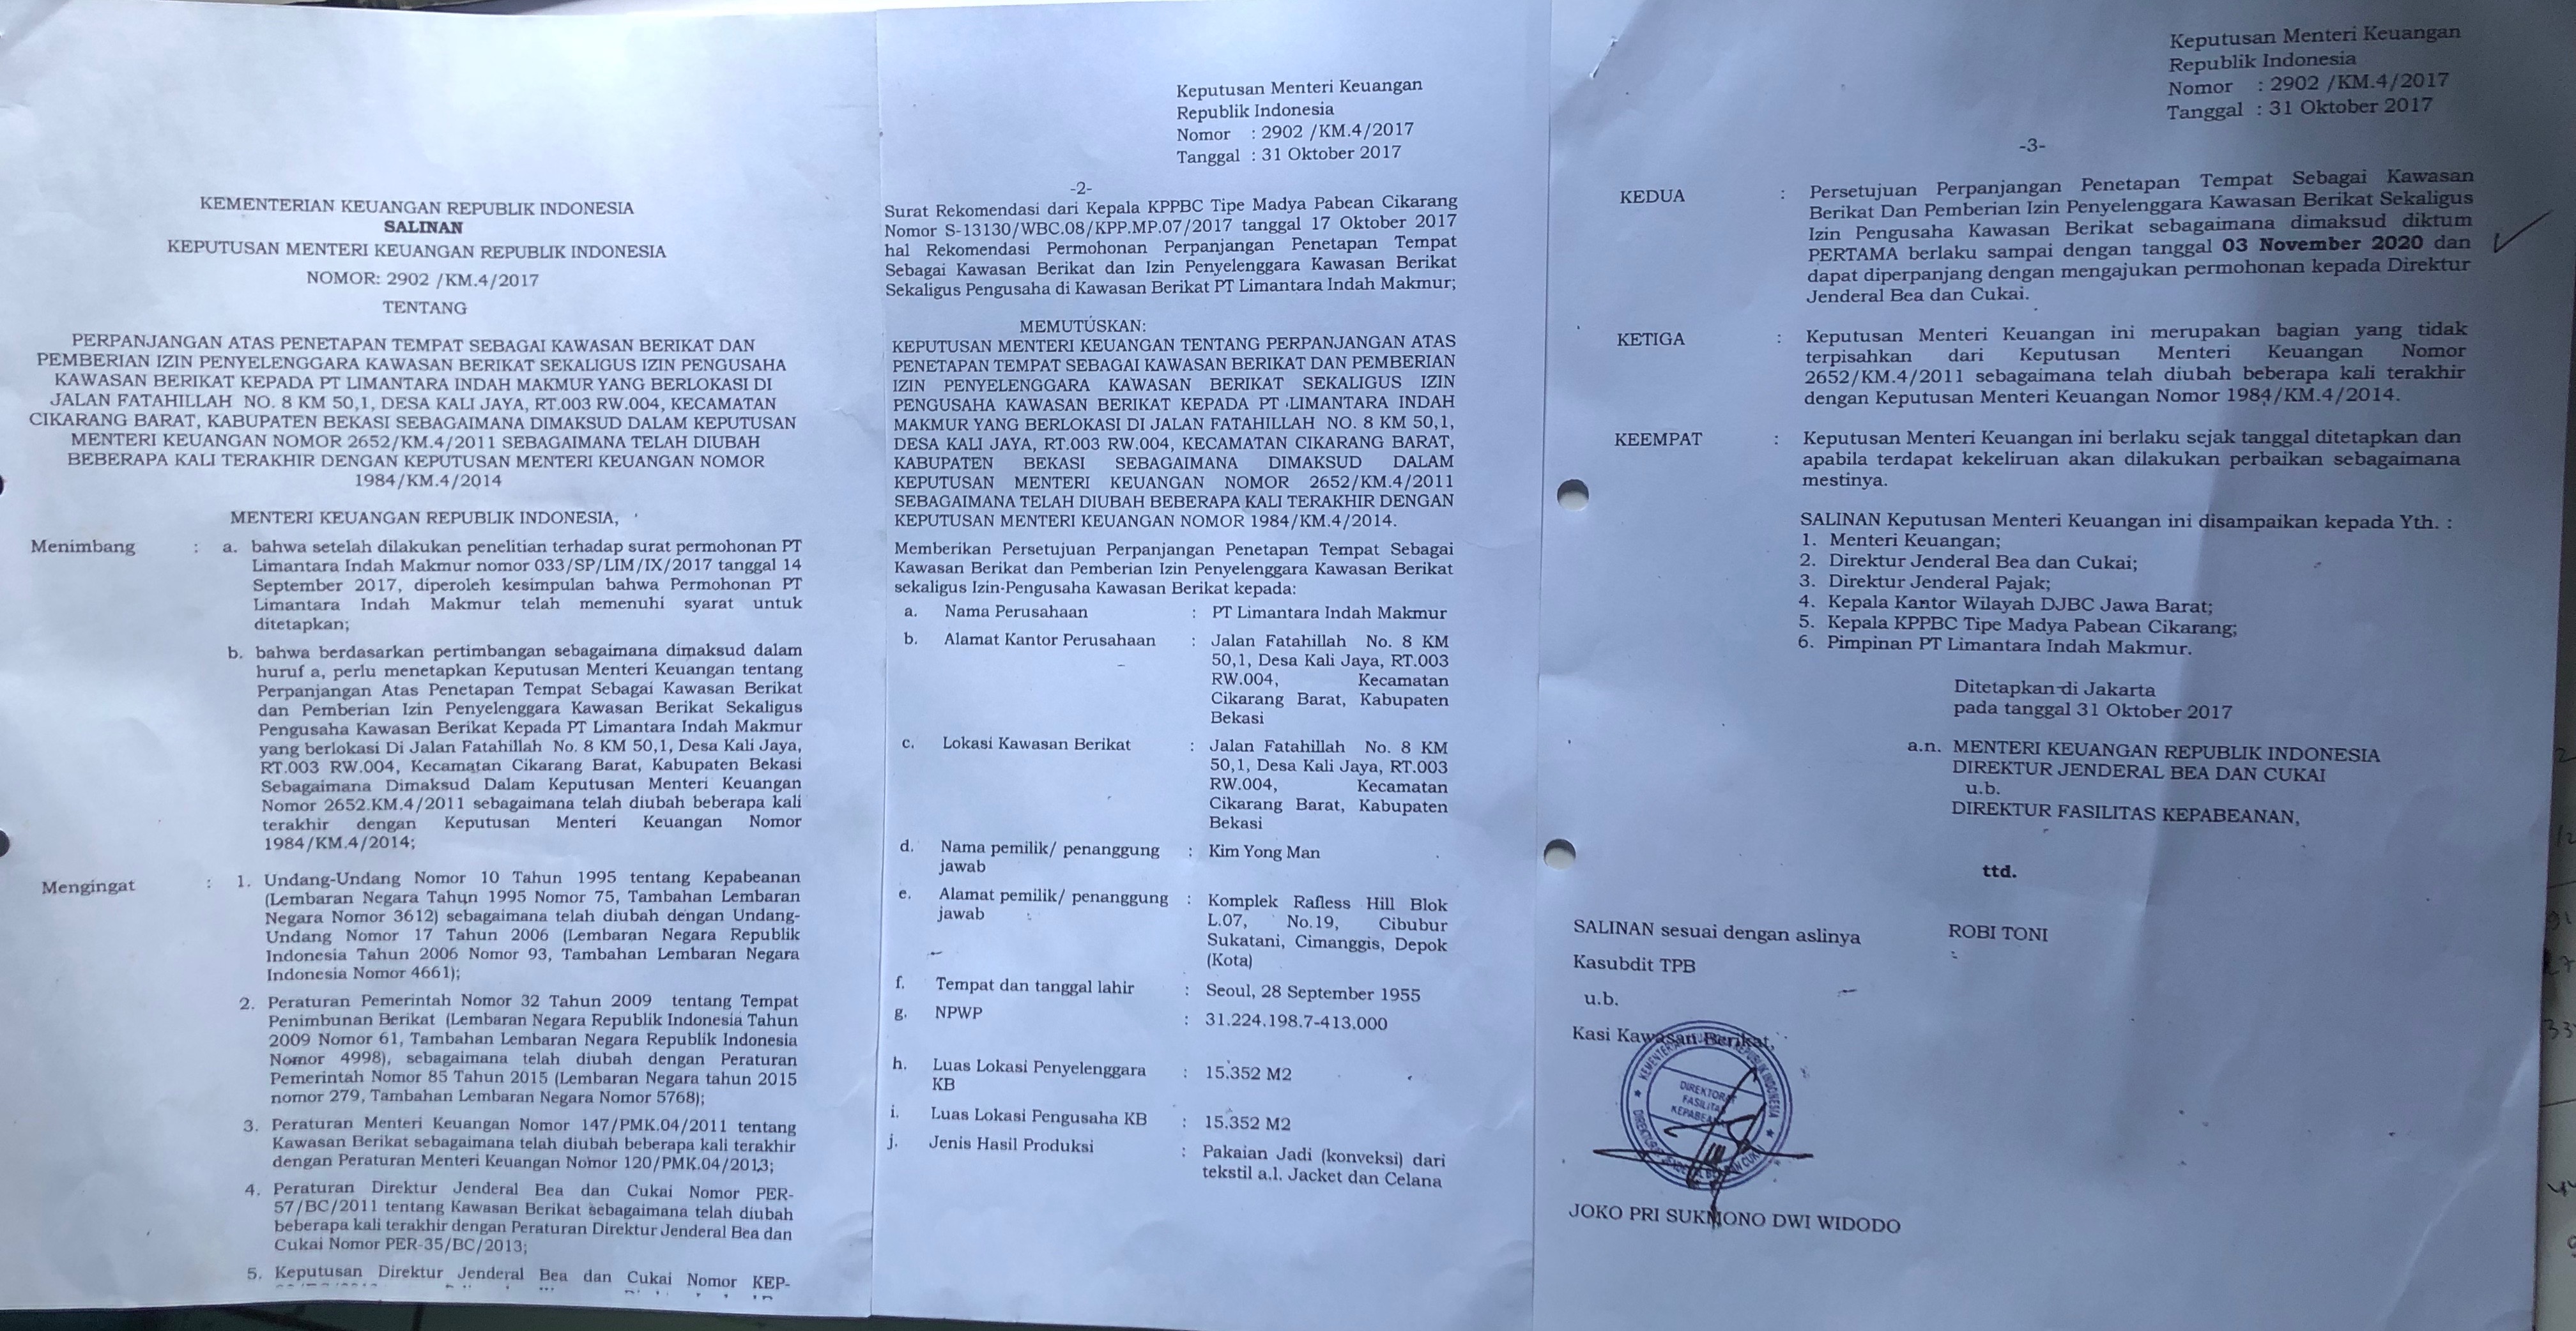 KEMENTERIAN KEUANGAN REPUBLIK INDONESIA
SALINAN
KEPUTUSAN MENTERI KEUANGAN REPUBLIK INDONESIA
NOMOR: 2902 /KM.4/2017
TENTANG
PERPANJANGAN ATAS PENETAPAN TEMPAT SEBAGAI KAWASAN BERIKAT DAN
PEMBERIAN IZIN PENYELENGGARA KAWASAN BERIKAT SEKALIGUS IZIN PENGUSAHA
KAWASAN BERIKAT KEPADA PT LIMANTARA INDAH MAKMUR YANG BERLOKASI DI
JALAN FATAHILLAH NO. 8 KM 50,1, DESA KALI JAYA, RT.003 RW.004, KECAMATAN
CIKARANG BARAT, KABUPATEN BEKASI SEBAGAIMANA DIMAKSUD DALAM KEPUTUSAN
MENTERI KEUANGAN NOMOR 2652/KM.4/2011 SEBAGAIMANA TELAH DIUBAH
BEBERAPA KALI TERAKHIR DENGAN KEPUTUSAN MENTERI KEUANGAN NOMOR
1984/KM.4/2014
MENTERI KEUANGAN REPUBLIK INDONESIA,
Menimbang : a. bahwa setelah dilakukan penelitian terhadap surat permohonan PT
Limantara Indah Makmur nomor 033/SP/LIM/IX/2017 tanggal 14
September 2017, diperoleh kesimpulan bahwa Permohonan PT
Limantara Indah Makmur telah memenuhi syarat untuk
ditetapkan;
b. bahwa berdasarkan pertimbangan sebagaimana dimaksud dalam
huruf a, perlu menetapkan Keputusan Menteri Keuangan tentang
Perpanjangan Atas Penetapan Tempat Sebagai Kawasan Berikat
dan Pemberian Izin Penyelenggara Kawasan Berikat Sekaligus
Pengusaha Kawasan Berikat Kepada PT Limantara Indah Makmur
yang berlokasi Di Jalan Fatahillah No. 8 KM 50,1, Desa Kali Jaya,
RT.003 RW.004, Kecamatan Cikarang Barat, Kabupaten Bekasi
Sebagaimana Dimaksud Dalam Keputusan Menteri Keuangan
Nomor 2652.KM.4/2011 sebagaimana telah diubah beberapa kali
terakhir dengan Keputusan Menteri Keuangan Nomor
1984/KM.4/2014;
Mengingat : 1. Undang-Undang Nomor 10 Tahun 1995 tentang Kepabeanan
(Lembaran Negara Tahun 1995 Nomor 75, Tambahan Lembaran
Negara Nomor 3612) sebagaimana telah diubah dengan Undang-
Undang Nomor 17 Tahun 2006 (Lembaran Negara Republik
Indonesia Tahun 2006 Nomor 93, Tambahan Lembaran Negara
Indonesia Nomor 4661);
2. Peraturan Pemerintah Nomor 32 Tahun 2009 tentang Tempat
Penimbunan Berikat (Lembaran Negara Republik Indonesia Tahun
2009 Nomor 61, Tambahan Lembaran Negara Republik Indonesia
Nomor 4998), sebagaimana telah diubah dengan Peraturan
Pemerintah Nomor 85 Tahun 2015 (Lembaran Negara tahun 2015
nomor 279, Tambahan Lembaran Negara Nomor 5768);
3. Peraturan Menteri Keuangan Nomor 147/PMK.04/2011 tentang
Kawasan Berikat sebagaimana telah diubah beberapa kali terakhir
dengan Peraturan Menteri Keuangan Nomor 120/PMK.04/2013;
4. Peraturan Direktur Jenderal Bea dan Cukai Nomor PER-
57/BC/2011 tentang Kawasan Berikat sebagaimana telah diubah
beberapa kali terakhir dengan Peraturan Direktur Jenderal Bea dan
Cukai Nomor PER-35/BC/2013;
5. Keputusan Direktur Jenderal Bea dan Cukai Nomor KEP-
Keputusan Menteri Keuangan
Republik Indonesia
Nomor : 2902 /KM.4/2017
Tanggal : 31 Oktober 2017
-2-
Surat Rekomendasi dari Kepala KPPBC Tipe Madya Pabean Cikarang
Nomor S-13130/WBC.08/KPP.MP.07/2017 tanggal 17 Oktober 2017
hal Rekomendasi Permohonan Perpanjangan Penetapan Tempat
Sebagai Kawasan Berikat dan Izin Penyelenggara Kawasan Berikat
Sekaligus Pengusaha di Kawasan Berikat PT Limantara Indah Makmur;
MEMUTUSKAN:
KEPUTUSAN MENTERI KEUANGAN TENTANG PERPANJANGAN ATAS
PENETAPAN TEMPAT SEBAGAI KAWASAN BERIKAT DAN PEMBERIAN
IZIN PENYELENGGARA KAWASAN BERIKAT SEKALIGUS IZIN
PENGUSAHA KAWASAN BERIKAT KEPADA PT LIMANTARA INDAH
MAKMUR YANG BERLOKASI DI JALAN FATAHILLAH NO. 8 KM 50,1,
DESA KALI JAYA, RT.003 RW.004, KECAMATAN CIKARANG BARAT,
KABUPATEN BEKASI SEBAGAIMANA DIMAKSUD DALAM
KEPUTUSAN MENTERI KEUANGAN NOMOR 2652/KM.4/2011
SEBAGAIMANA TELAH DIUBAH BEBERAPA KALI TERAKHIR DENGAN
KEPUTUSAN MENTERI KEUANGAN NOMOR 1984/KM.4/2014.
Memberikan Persetujuan Perpanjangan Penetapan Tempat Sebagai
Kawasan Berikat dan Pemberian Izin Penyelenggara Kawasan Berikat
sekaligus Izin-Pengusaha Kawasan Berikat kepada:
a. Nama Perusahaan : PT Limantara Indah Makmur
b. Alamat Kantor Perusahaan : Jalan Fatahillah No. 8 KM
50,1, Desa Kali Jaya, RT.003
RW.004, Kecamatan
Cikarang Barat, Kabupaten
Bekasi
c. Lokasi Kawasan Berikat : Jalan Fatahillah No. 8 KM
50,1, Desa Kali Jaya, RT.003
RW.004, Kecamatan
Cikarang Barat, Kabupaten
Bekasi
d. Nama pemilik/ penanggung : Kim Yong Man
jawab
e. Alamat pemilik/ penanggung : Komplek Rafless Hill Blok
jawab L.07, No.19, Cibubur
Sukatani, Cimanggis, Depok
(Kota)
f. Tempat dan tanggal lahir : Seoul, 28 September 1955
g. NPWP : 31.224.198.7-413.000
h. Luas Lokasi Penyelenggara : 15.352 M2
KB
i. Luas Lokasi Pengusaha KB : 15.352 M2
j. Jenis Hasil Produksi : Pakaian Jadi (konveksi) dari
tekstil a.l. Jacket dan Celana
Keputusan Menteri Keuangan
Republik Indonesia
Nomor : 2902 /KM.4/2017
Tanggal : 31 Oktober 2017
-3-
KEDUA : Persetujuan Perpanjangan Penetapan Tempat Sebagai Kawasan
Berikat Dan Pemberian Izin Penyelenggara Kawasan Berikat Sekaligus
Izin Pengusaha Kawasan Berikat sebagaimana dimaksud diktum
PERTAMA berlaku sampai dengan tanggal 03 November 2020 dan
dapat diperpanjang dengan mengajukan permohonan kepada Direktur
Jenderal Bea dan Cukai.
KETIGA : Keputusan Menteri Keuangan ini merupakan bagian yang tidak
terpisahkan dari Keputusan Menteri Keuangan Nomor
2652/KM.4/2011 sebagaimana telah diubah beberapa kali terakhir
dengan Keputusan Menteri Keuangan Nomor 1984/KM.4/2014.
KEEMPAT : Keputusan Menteri Keuangan ini berlaku sejak tanggal ditetapkan dan
apabila terdapat kekeliruan akan dilakukan perbaikan sebagaimana
mestinya.
SALINAN Keputusan Menteri Keuangan ini disampaikan kepada Yth. :
1. Menteri Keuangan;
2. Direktur Jenderal Bea dan Cukai;
3. Direktur Jenderal Pajak;
4. Kepala Kantor Wilayah DJBC Jawa Barat;
5. Kepala KPPBC Tipe Madya Pabean Cikarang;
6. Pimpinan PT Limantara Indah Makmur.
Ditetapkan di Jakarta
pada tanggal 31 Oktober 2017
a.n. MENTERI KEUANGAN REPUBLIK INDONESIA
DIREKTUR JENDERAL BEA DAN CUKAI
u.b.
DIREKTUR FASILITAS KEPABEANAN,
ttd.
ROBI TONI
SALINAN sesuai dengan aslinya
Kasubdit TPB
u.b.
Kasi Kawasan Berikat,
DIREKTORAT
FASILITAS
JOKO PRI SUKMONO DWI WIDODO